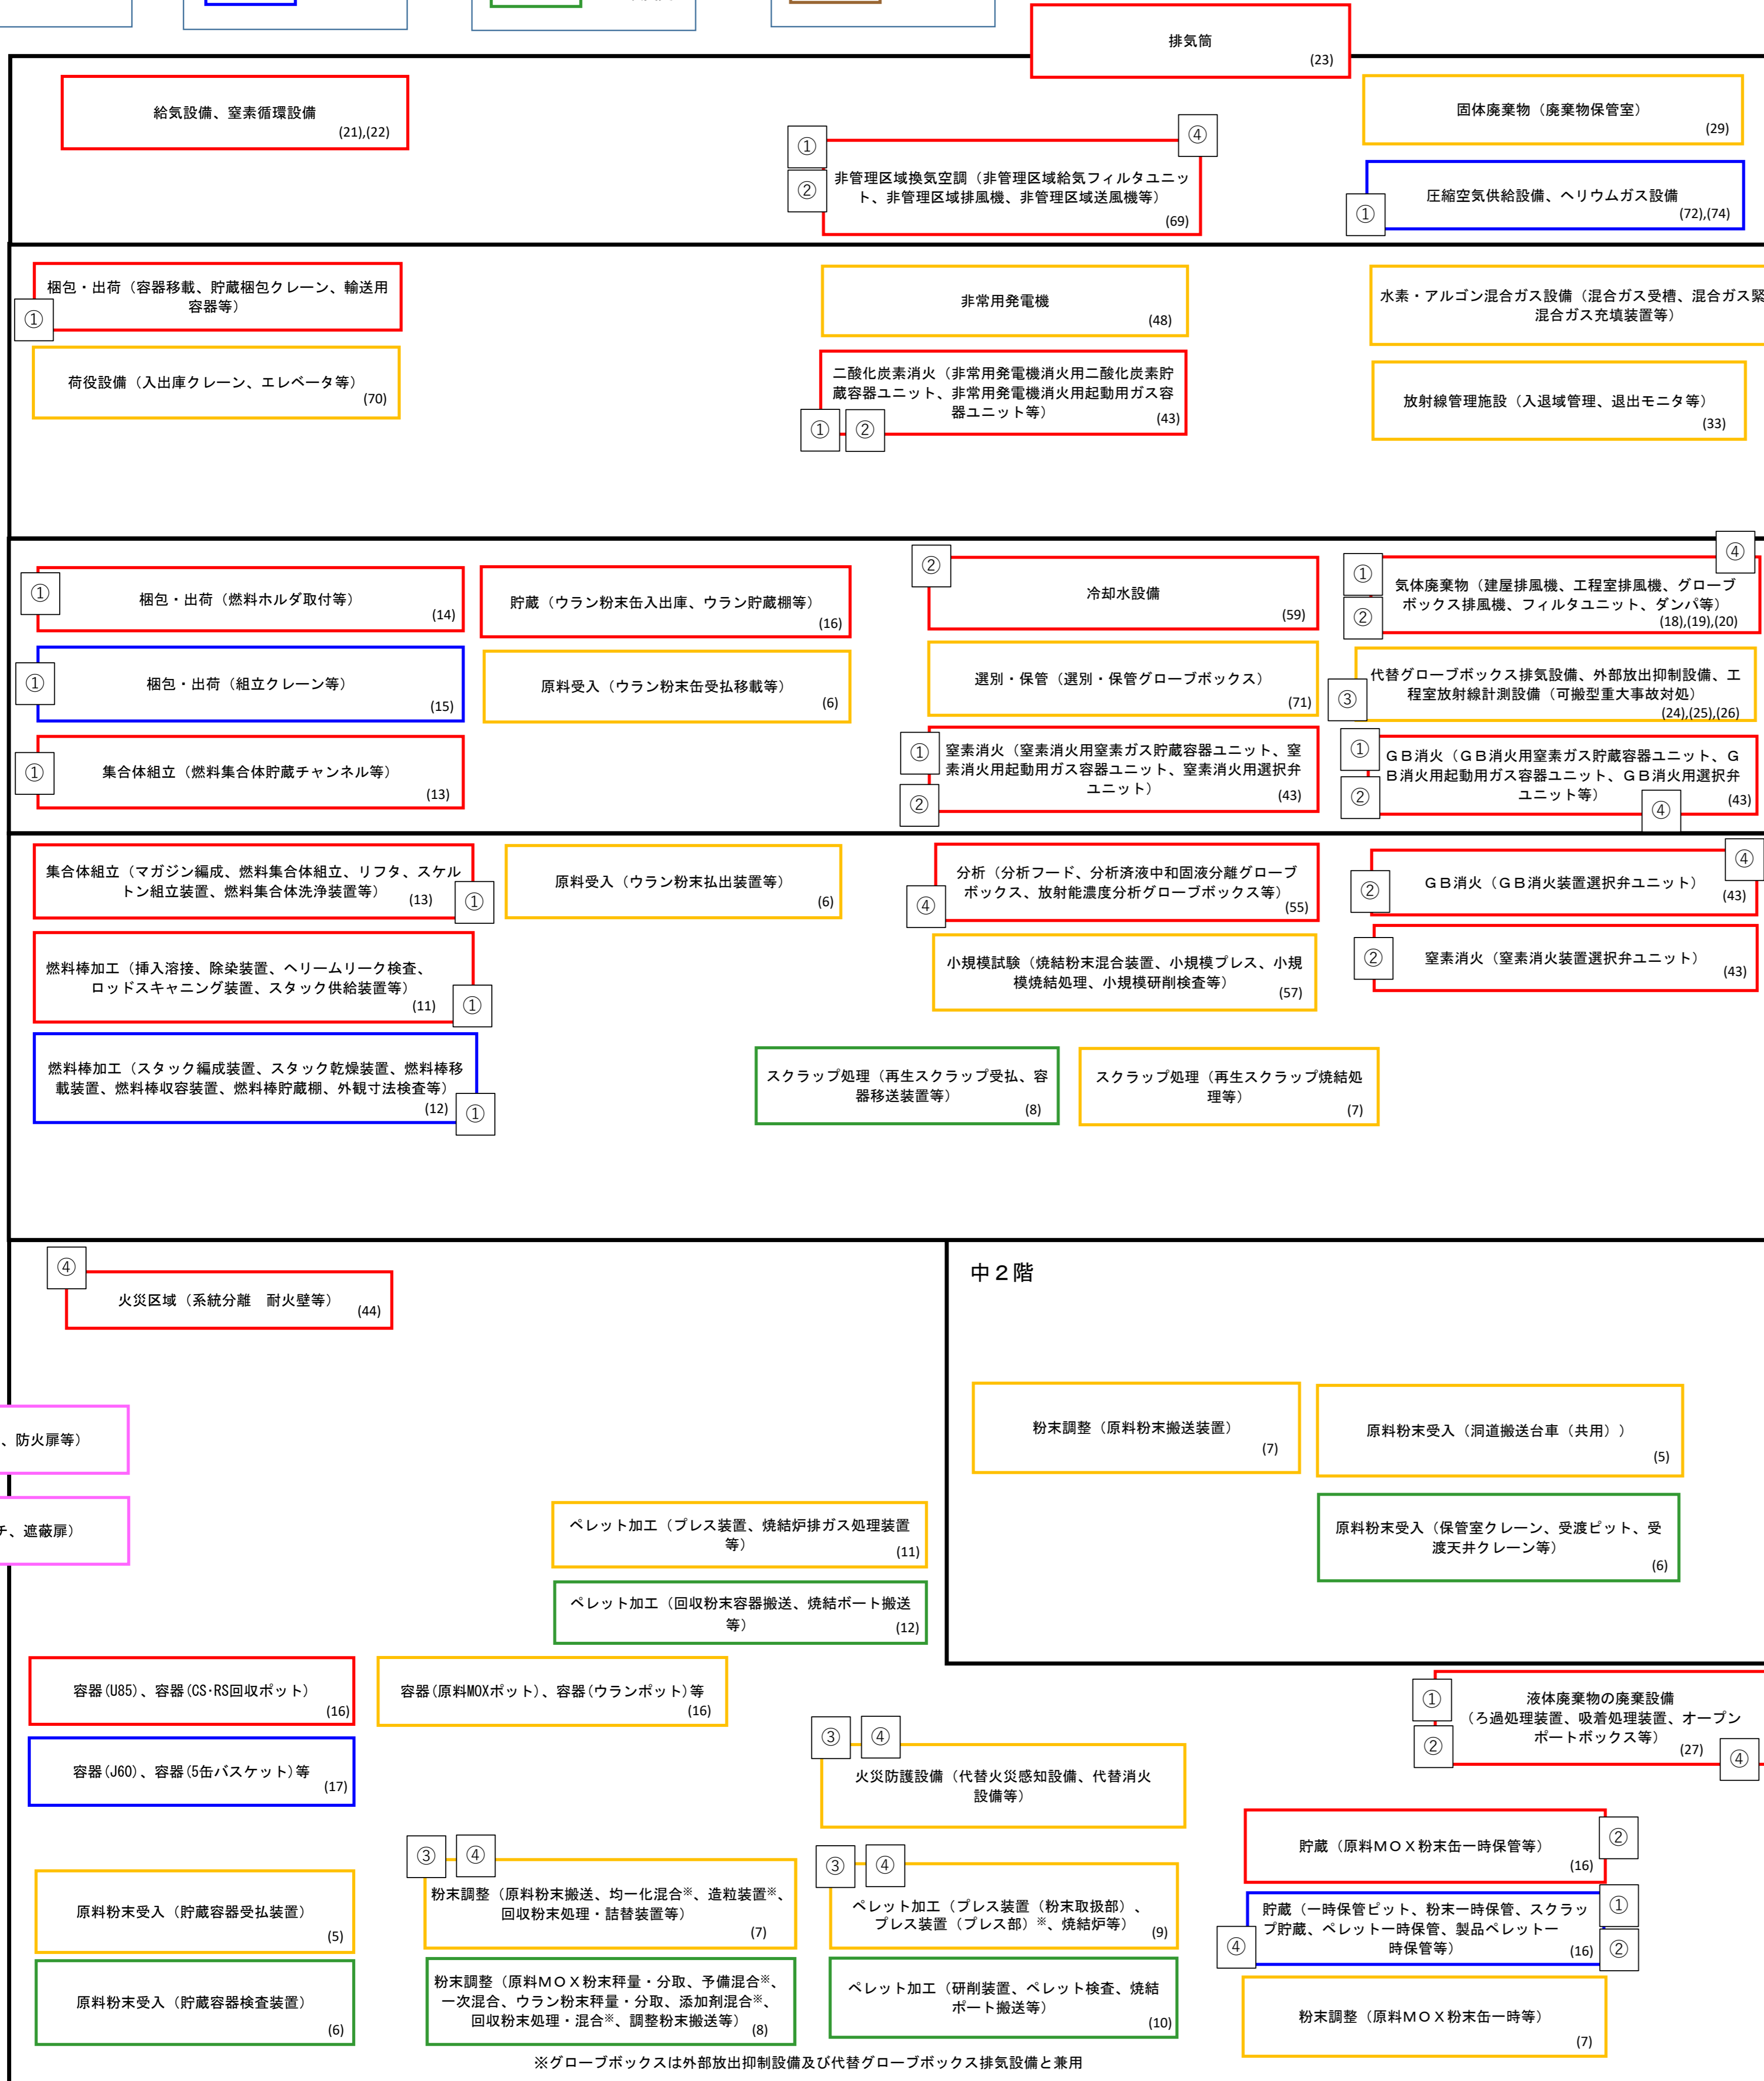 排気筒
(23)
給気設備、窒素循環設備
(21),(22)
①
②
④
非管理区域換気空調（非管理区域給気フィルタユニッ
ト、非管理区域排風機、非管理区域送風機等）
(69)
固体廃棄物（廃棄物保管室）
(29)
①
圧縮空気供給設備、ヘリウムガス設備
(72),(74)
梱包・出荷（容器移載、貯蔵梱包クレーン、輸送用
容器等）
①
荷役設備（入出庫クレーン、エレベータ等）
(70)
非常用発電機
(48)
二酸化炭素消火（非常用発電機消火用二酸化炭素貯
蔵容器ユニット、非常用発電機消火用起動用ガス容
器ユニット等）
(43)
①
②
水素・アルゴン混合ガス設備（混合ガス受槽、混合ガス緊
混合ガス充填装置等）
放射線管理施設（入退域管理、退出モニタ等）
(33)
①
梱包・出荷（燃料ホルダ取付等）
(14)
①
梱包・出荷（組立クレーン等）
(15)
①
集合体組立（燃料集合体貯蔵チャンネル等）
(13)
貯蔵（ウラン粉末缶入出庫、ウラン貯蔵棚等）
(16)
原料受入（ウラン粉末缶受払移載等）
(6)
②
冷却水設備
(59)
選別・保管（選別・保管グローブボックス）
(71)
①
②
窒素消火（窒素消火用窒素ガス貯蔵容器ユニット、窒
素消火用起動用ガス容器ユニット、窒素消火用選択弁
ユニット）
(43)
①
②
④
気体廃棄物（建屋排風機、工程室排風機、グローブ
ボックス排風機、フィルタユニット、ダンパ等）
(18),(19),(20)
③
代替グローブボックス排気設備、外部放出抑制設備、工
程室放射線計測設備（可搬型重大事故対処）
(24),(25),(26)
①
②
ＧＢ消火（ＧＢ消火用窒素ガス貯蔵容器ユニット、Ｇ
Ｂ消火用起動用ガス容器ユニット、ＧＢ消火用選択弁
ユニット等）
(43)
④
集合体組立（マガジン編成、燃料集合体組立、リフタ、スケル
トン組立装置、燃料集合体洗浄装置等）
(13)
①
燃料棒加工（挿入溶接、除染装置、ヘリームリーク検査、
ロッドスキャニング装置、スタック供給装置等）
(11)
①
燃料棒加工（スタック編成装置、スタック乾燥装置、燃料棒移
載装置、燃料棒収容装置、燃料棒貯蔵棚、外観寸法検査等）
(12)
①
原料受入（ウラン粉末払出装置等）
(6)
分析（分析フード、分析済液中和固液分離グローブ
ボックス、放射能濃度分析グローブボックス等）
(55)
④
小規模試験（焼結粉末混合装置、小規模プレス、小規
模焼結処理、小規模研削検査等）
(57)
②
④
ＧＢ消火（ＧＢ消火装置選択弁ユニット）
(43)
②
窒素消火（窒素消火装置選択弁ユニット）
(43)
スクラップ処理（再生スクラップ受払、容
器移送装置等）
(8)
スクラップ処理（再生スクラップ焼結処
理等）
(7)
④
火災区域（系統分離　耐火壁等）
(44)
中２階
粉末調整（原料粉末搬送装置）
(7)
原料粉末受入（洞道搬送台車（共用））
(5)
原料粉末受入（保管室クレーン、受渡ピット、受
渡天井クレーン等）
(6)
、防火扉等）
チ、遮蔽扉）
ペレット加工（プレス装置、焼結炉排ガス処理装置
等）
(11)
ペレット加工（回収粉末容器搬送、焼結ボート搬送
等）
(12)
容器(U85)、容器(CS･RS回収ポット)
(16)
容器(原料MOXポット)、容器(ウランポット)等
(16)
容器(J60)、容器(5缶バスケット)等
(17)
③
④
火災防護設備（代替火災感知設備、代替消火
設備等）
①
②
液体廃棄物の廃棄設備
（ろ過処理装置、吸着処理装置、オープン
ポートボックス等）
(27)
④
原料粉末受入（貯蔵容器受払装置）
(5)
原料粉末受入（貯蔵容器検査装置）
(6)
③
④
粉末調整（原料粉末搬送、均一化混合※、造粒装置※、
回収粉末処理・詰替装置等）
(7)
粉末調整（原料ＭＯＸ粉末秤量・分取、予備混合※、
一次混合、ウラン粉末秤量・分取、添加剤混合※、
回収粉末処理・混合※、調整粉末搬送等）
(8)
③
④
ペレット加工（プレス装置（粉末取扱部）、
プレス装置（プレス部）※、焼結炉等）
(9)
ペレット加工（研削装置、ペレット検査、焼結
ボート搬送等）
(10)
貯蔵（原料ＭＯＸ粉末缶一時保管等）
(16)
②
貯蔵（一時保管ピット、粉末一時保管、スクラッ
プ貯蔵、ペレット一時保管、製品ペレット一
時保管等）
(16)
①
②
④
粉末調整（原料ＭＯＸ粉末缶一時等）
(7)
※グローブボックスは外部放出抑制設備及び代替グローブボックス排気設備と兼用